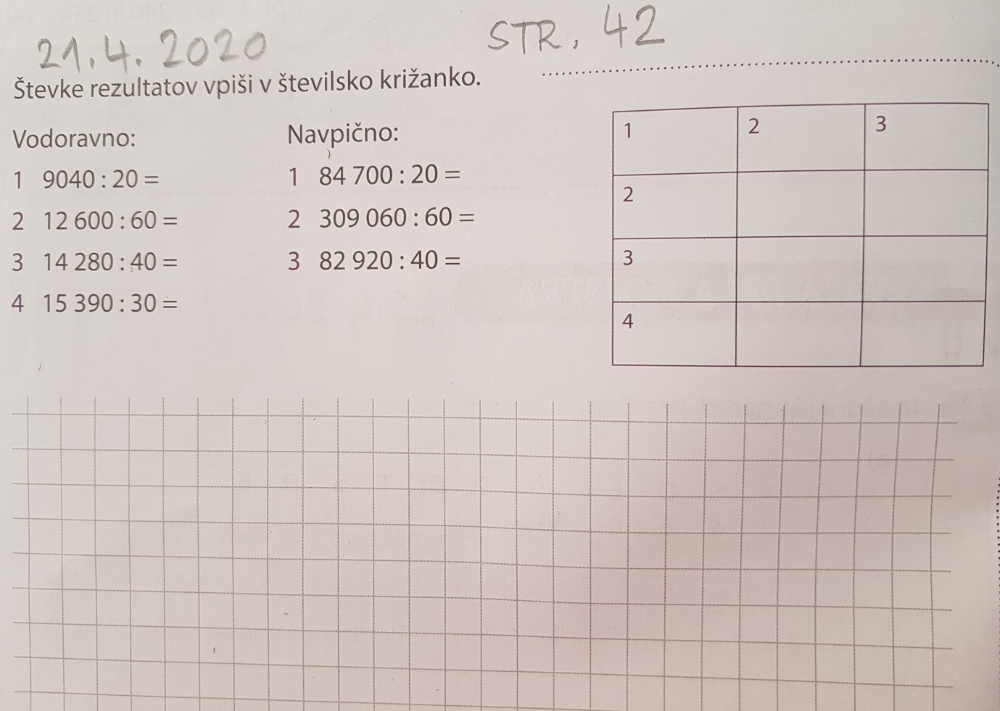 21.4.2020
STR. 42
Števke rezultatov vpiši v številsko križanko.
Vodoravno:
1 9040 : 20 =
2 12 600 : 60 =
3 14 280 : 40 =
4 15 390 : 30 =
Navpično:
1 84 700 : 20 =
2 309 060 : 60 =
3 82 920 : 40 =
1 2 3
2
3
4